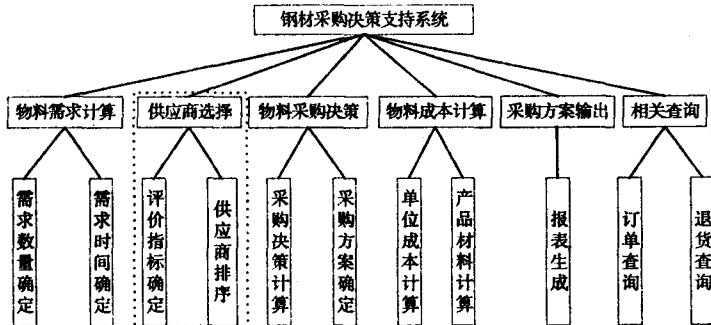 钢材采购决策支持系统
物料需求计算
供应商选择
物料采购决策
物料成本计算
采购方案输出
相关查询
需求数量确定
需求时间确定
评价指标确定
供应商排序
采购决策计算
采购方案确定
单位成本计算
产品材料计算
报表生成
订单查询
退货查询